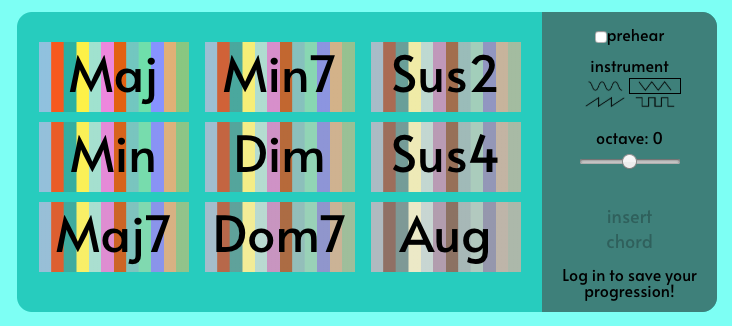 Maj
Min7
Sus2
Min
Dim
Sus4
Maj7
Dom7
Aug
prehear
instrument
octave: 0
insert
chord
Log in to save your
progression!